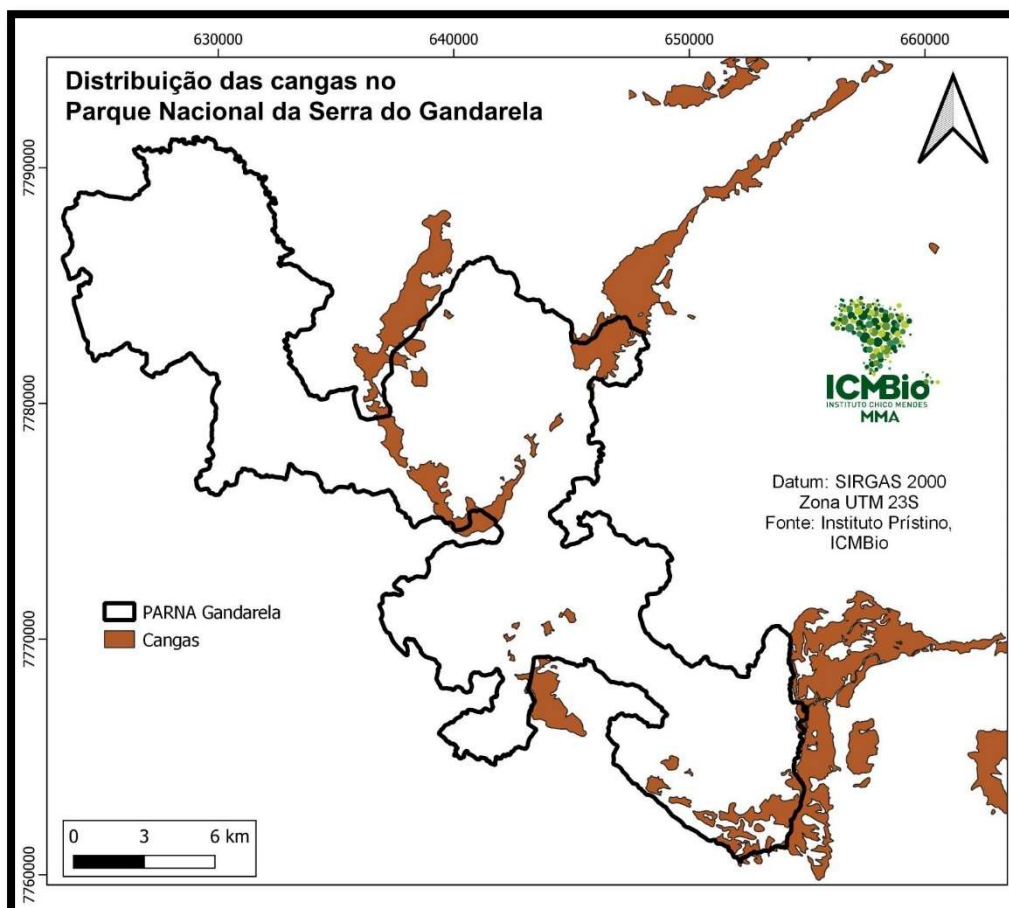 630000
640000
650000
660000
Distribuição das cangas no
Parque Nacional da Serra do Gandarela
7790000
7780000
7770000
7760000
ICMBio
INSTITUTO CHICO MENDES
MMA
Datum: SIRGAS 2000
Zona UTM 23S
Fonte: Instituto Prístino,
ICMBio
PARNA Gandarela
Cangas
0 3 6 km